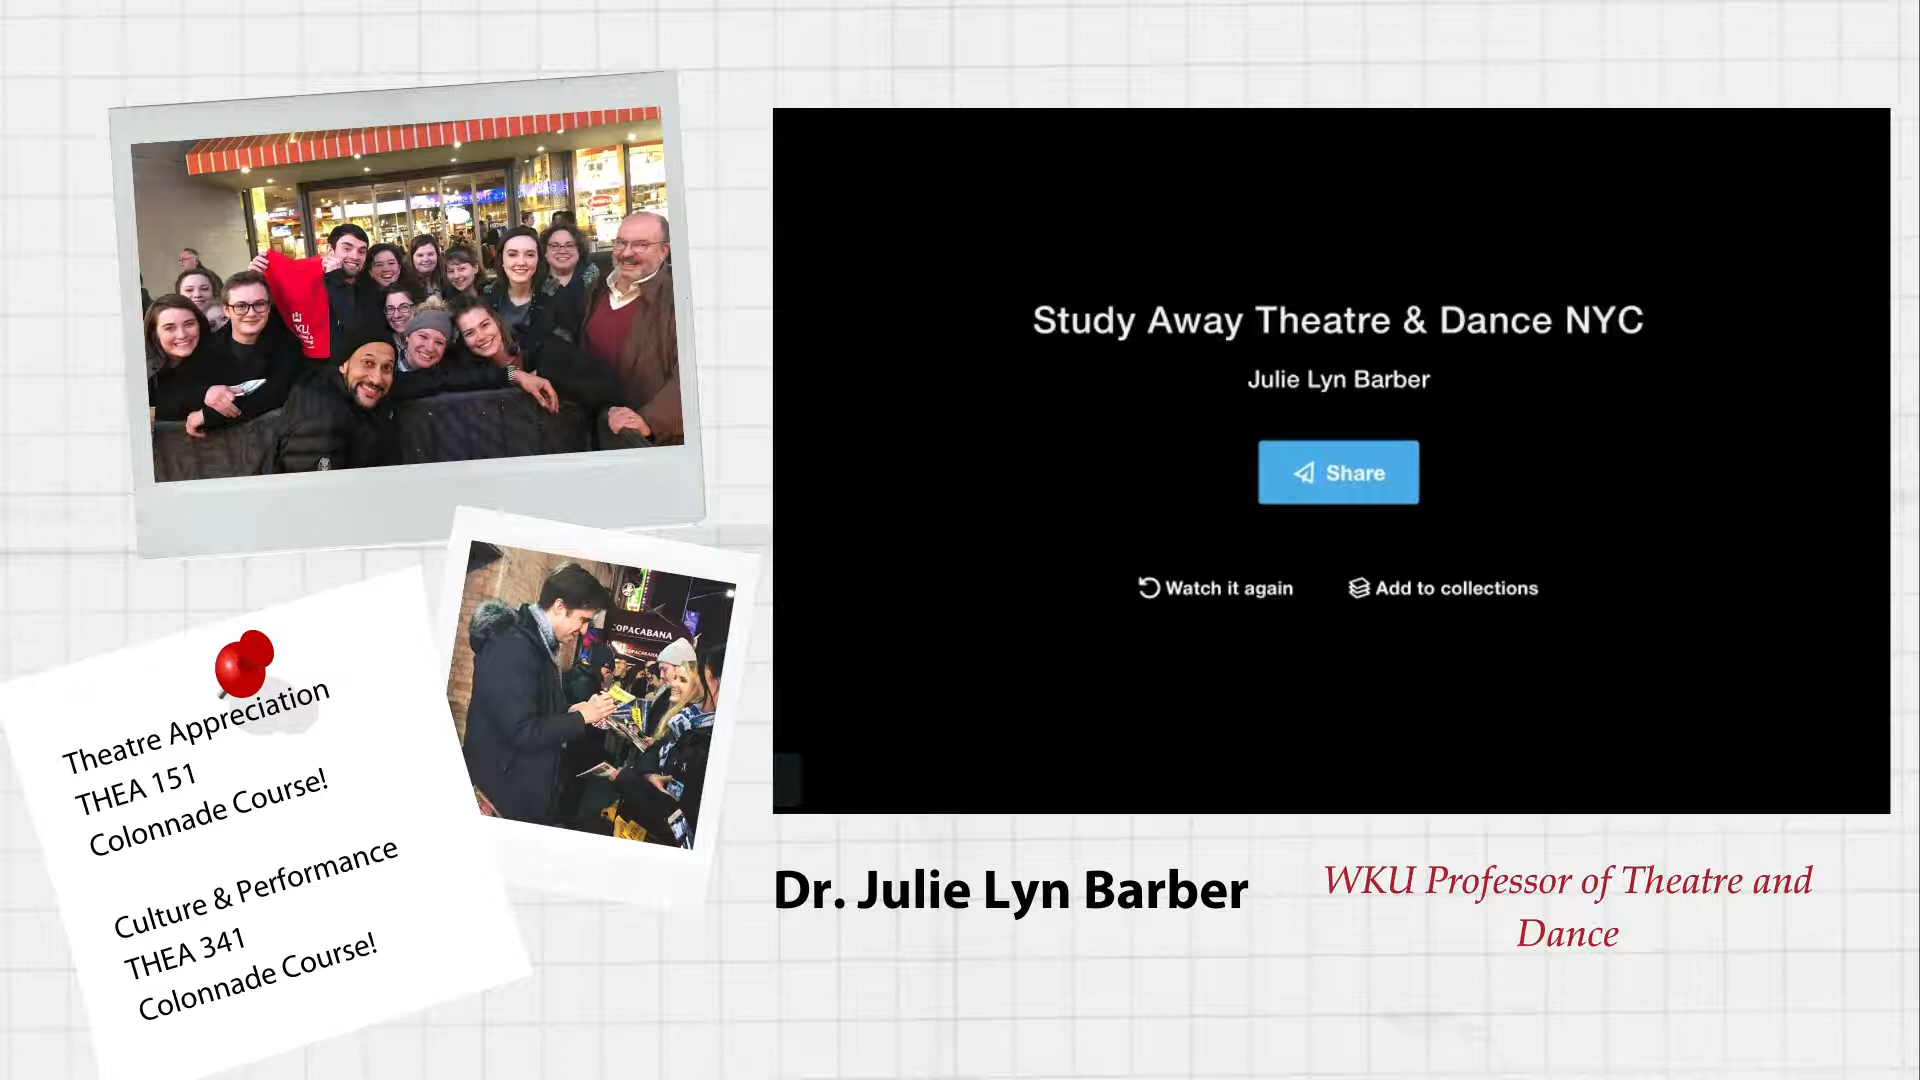 WKU
COPACABANA
COPACABANA
Theatre Appreciation
THEA 151
Colonnade Course!
Culture & Performance
THEA 341
Colonnade Course!
Study Away Theatre & Dance NYC
Julie Lyn Barber
Share
Watch it again
Add to collections
Dr. Julie Lyn Barber
WKU Professor of Theatre and
Dance